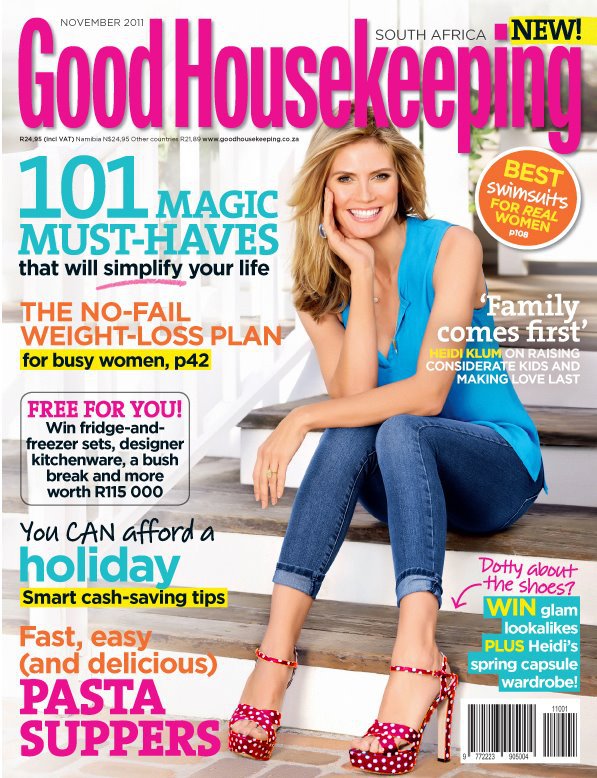 NOVEMBER 2011
SOUTH AFRICA
NEW!
Good Housekeeping
R24,95 (incl VAT) Namibia N$24,95 Other countries R21,89 www.goodhousekeeping.co.za
101 MAGIC
MUST-HAVES
that will simplify your life
BEST
swimsuits
FOR REAL
WOMEN
p108
THE NO-FAIL
WEIGHT-LOSS PLAN
for busy women, p42
'Family
comes first'
HEIDI KLUM ON RAISING
CONSIDERATE KIDS AND
MAKING LOVE LAST
FREE FOR YOU!
Win fridge-and-
freezer sets, designer
kitchenware, a bush
break and more
worth R115 000
You CAN afford a
holiday
Smart cash-saving tips
Dotty about
the shoes?
WIN glam
lookalikes
PLUS Heidi's
spring capsule
wardrobe!
Fast, easy
(and delicious)
PASTA
SUPPERS
11001
9 772223 905004